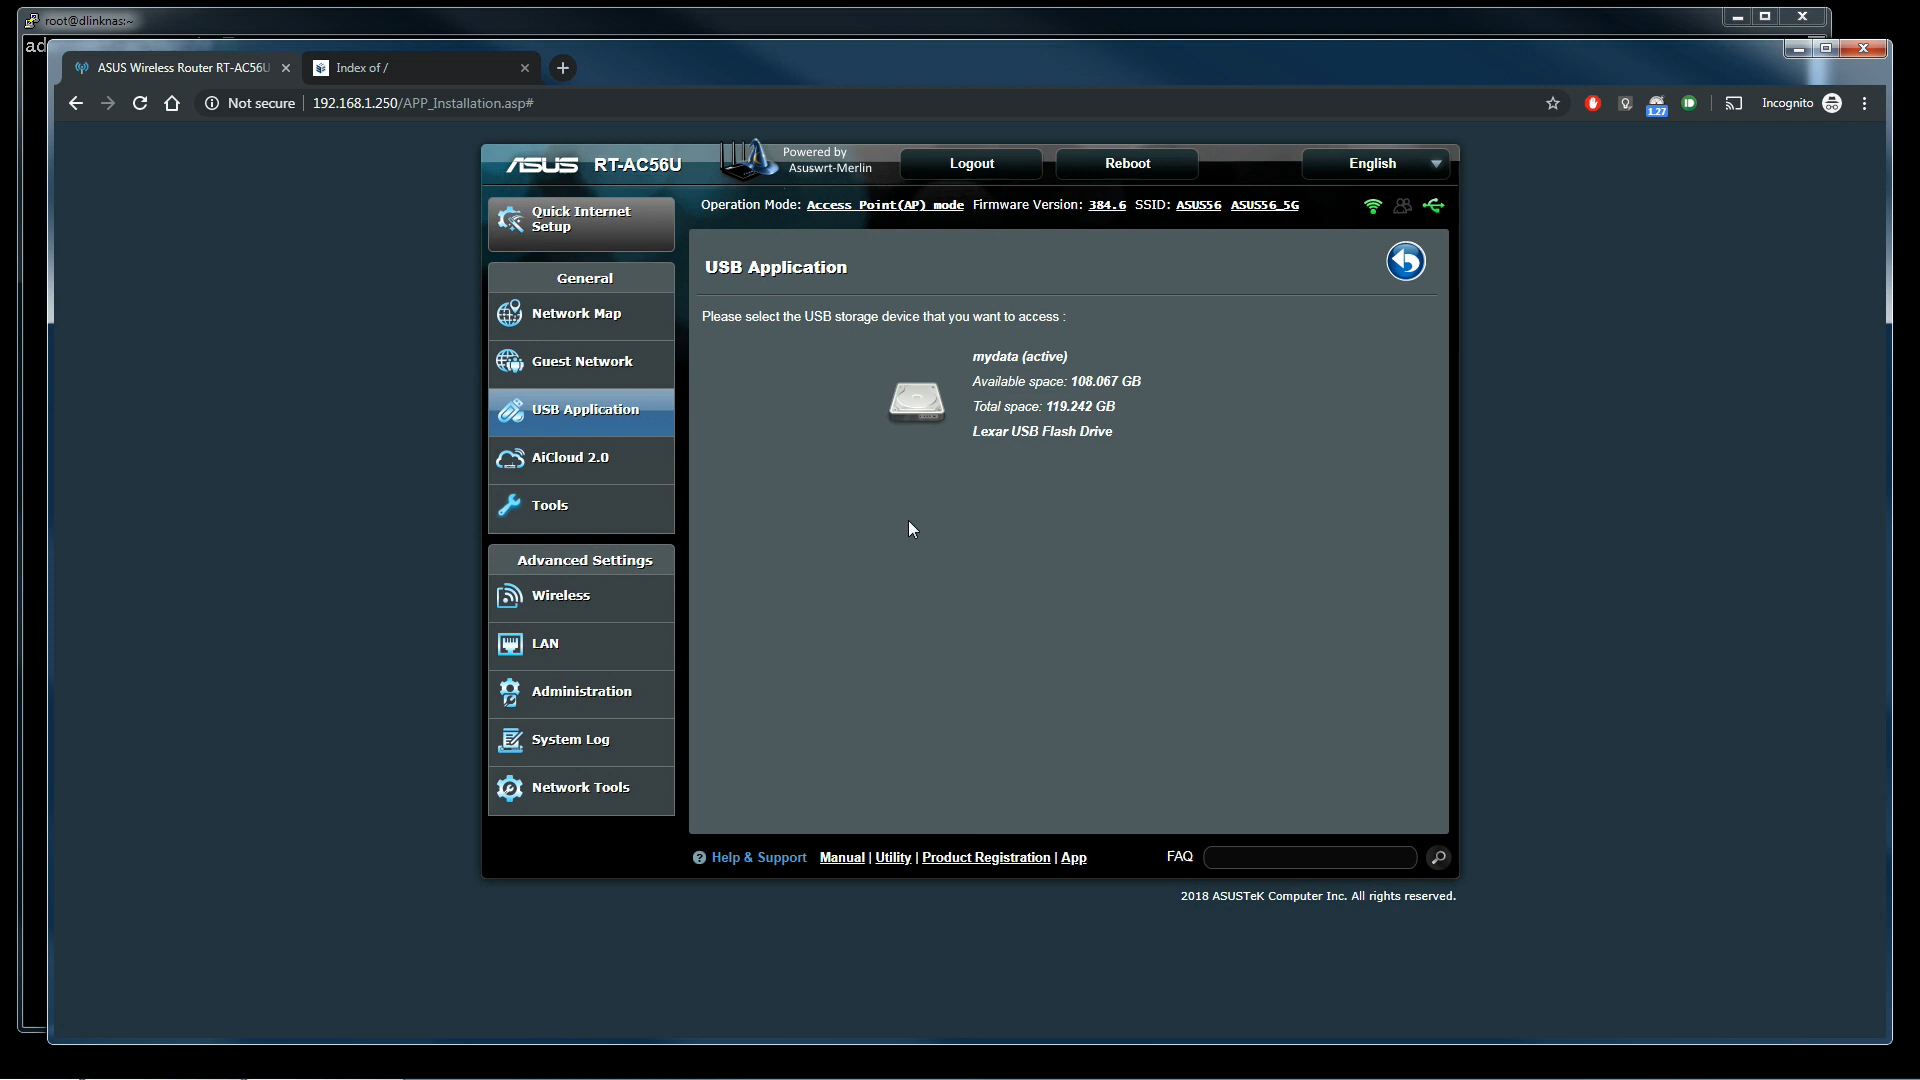 root@dlinknas:~
ad
ASUS Wireless Router RT-AC56U
Index of /
Not secure
192.168.1.250/APP_Installation.asp#
1.27
Incognito
ASUS RT-AC56U
Powered by
Asuswrt-Merlin
Logout
Reboot
English
Quick Internet
Setup
Operation Mode: Access Point(AP) mode Firmware Version: 384.6 SSID: ASUS56 ASUS56_5G
General
Network Map
Guest Network
USB Application
AiCloud 2.0
Tools
Advanced Settings
Wireless
LAN
Administration
System Log
Network Tools
USB Application
Please select the USB storage device that you want to access :
mydata (active)
Available space: 108.067 GB
Total space: 119.242 GB
Lexar USB Flash Drive
Help & Support Manual | Utility | Product Registration | App
FAQ
2018 ASUSTeK Computer Inc. All rights reserved.